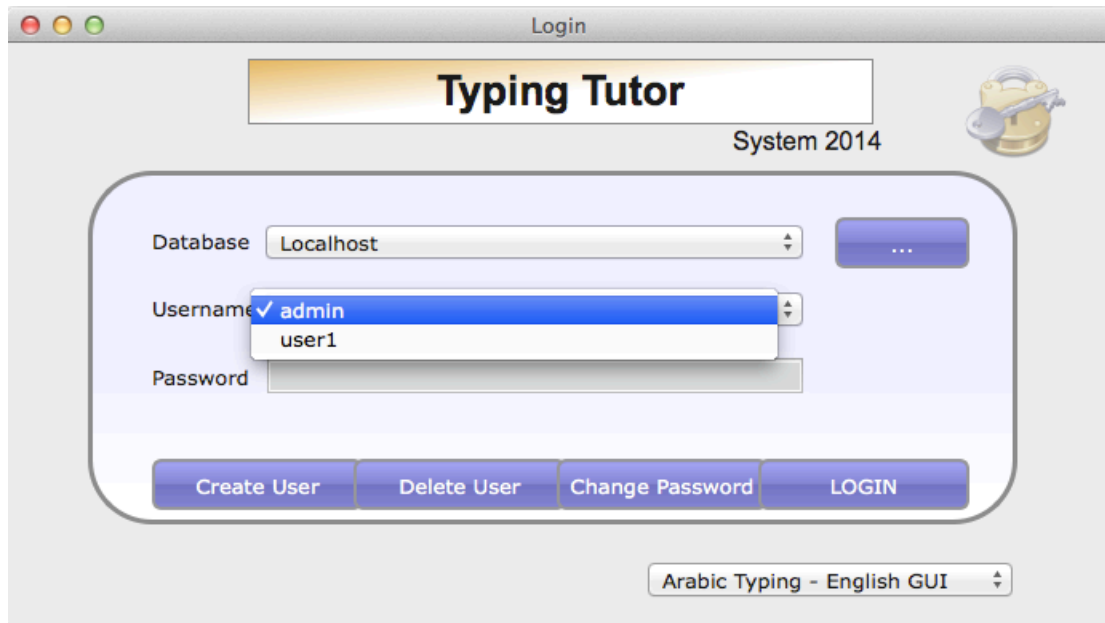 Login
Typing Tutor
System 2014
Database Localhost ...
Username ✓ admin
user1
Password
Create User Delete User Change Password LOGIN
Arabic Typing - English GUI